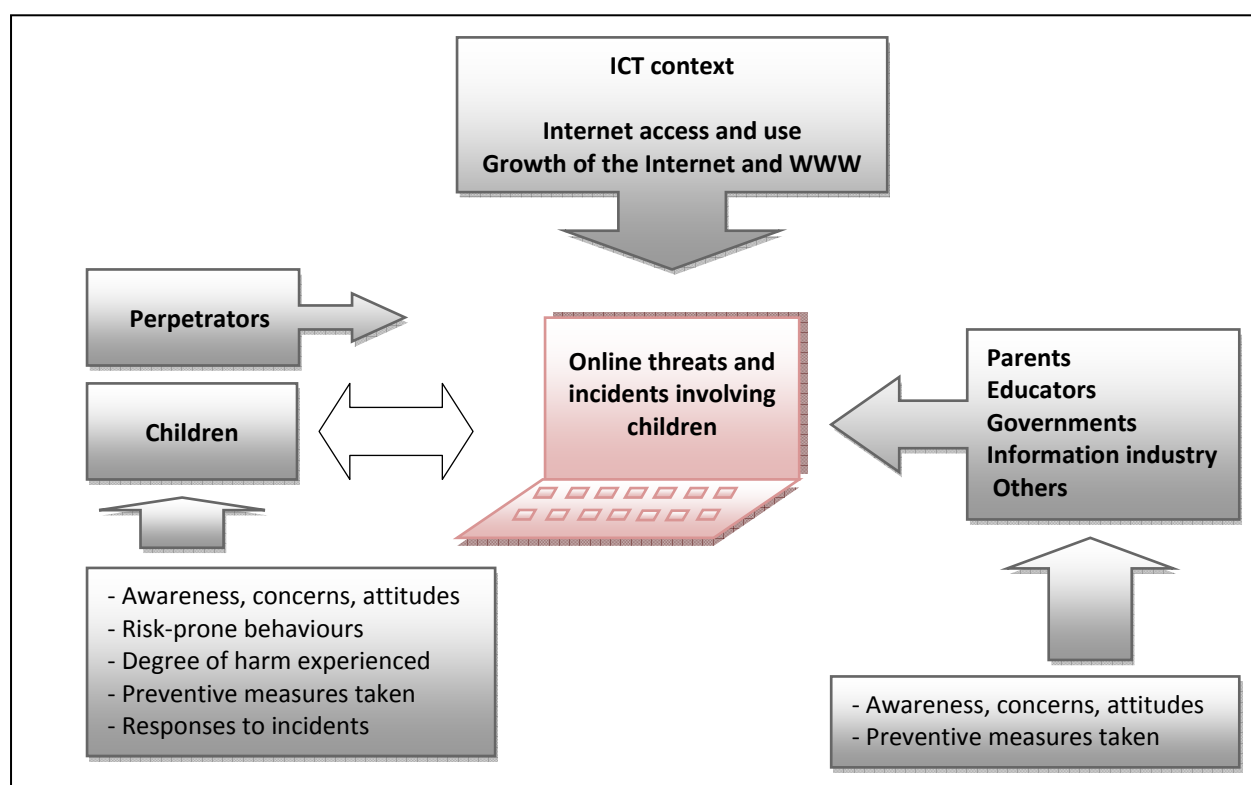 ICT context
Internet access and use
Growth of the Internet and WWW
Perpetrators
Children
Online threats and
incidents involving
children
Parents
Educators
Governments
Information industry
Others
- Awareness, concerns, attitudes
- Risk-prone behaviours
- Degree of harm experienced
- Preventive measures taken
- Responses to incidents
- Awareness, concerns, attitudes
- Preventive measures taken